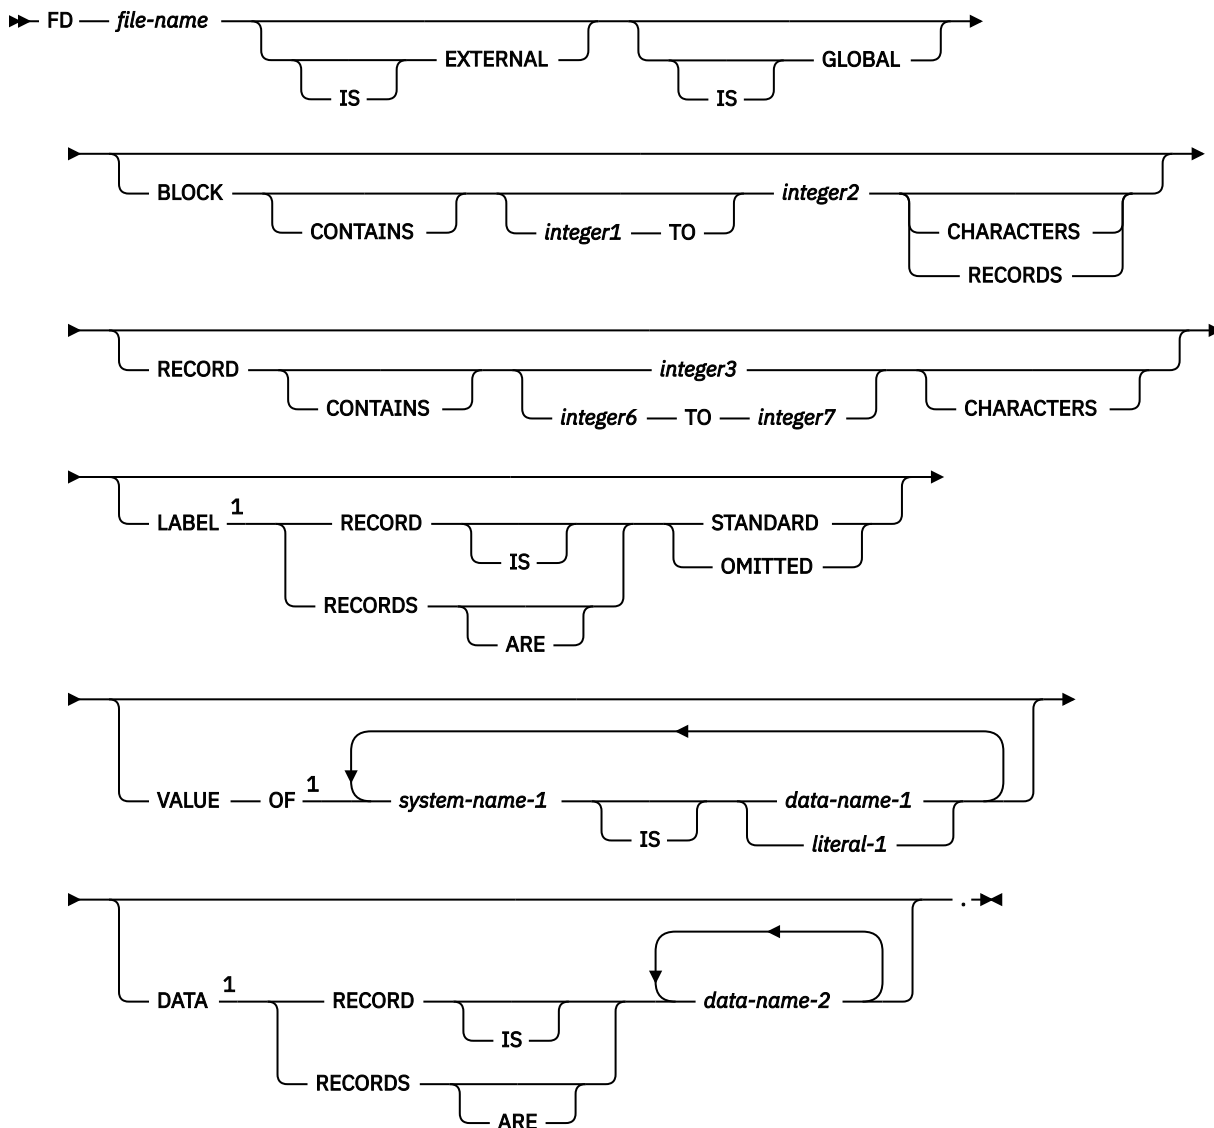 FD file-name EXTERNAL GLOBAL
IS IS
BLOCK integer2
CONTAINS integer1 TO CHARACTERS
RECORDS
RECORD integer3
CONTAINS integer6 TO integer7 CHARACTERS
LABEL 1 RECORD STANDARD
IS OMITTED
RECORDS
ARE
VALUE OF 1 system-name-1 data-name-1
IS literal-1
.
DATA 1 RECORD data-name-2
IS
RECORDS
ARE